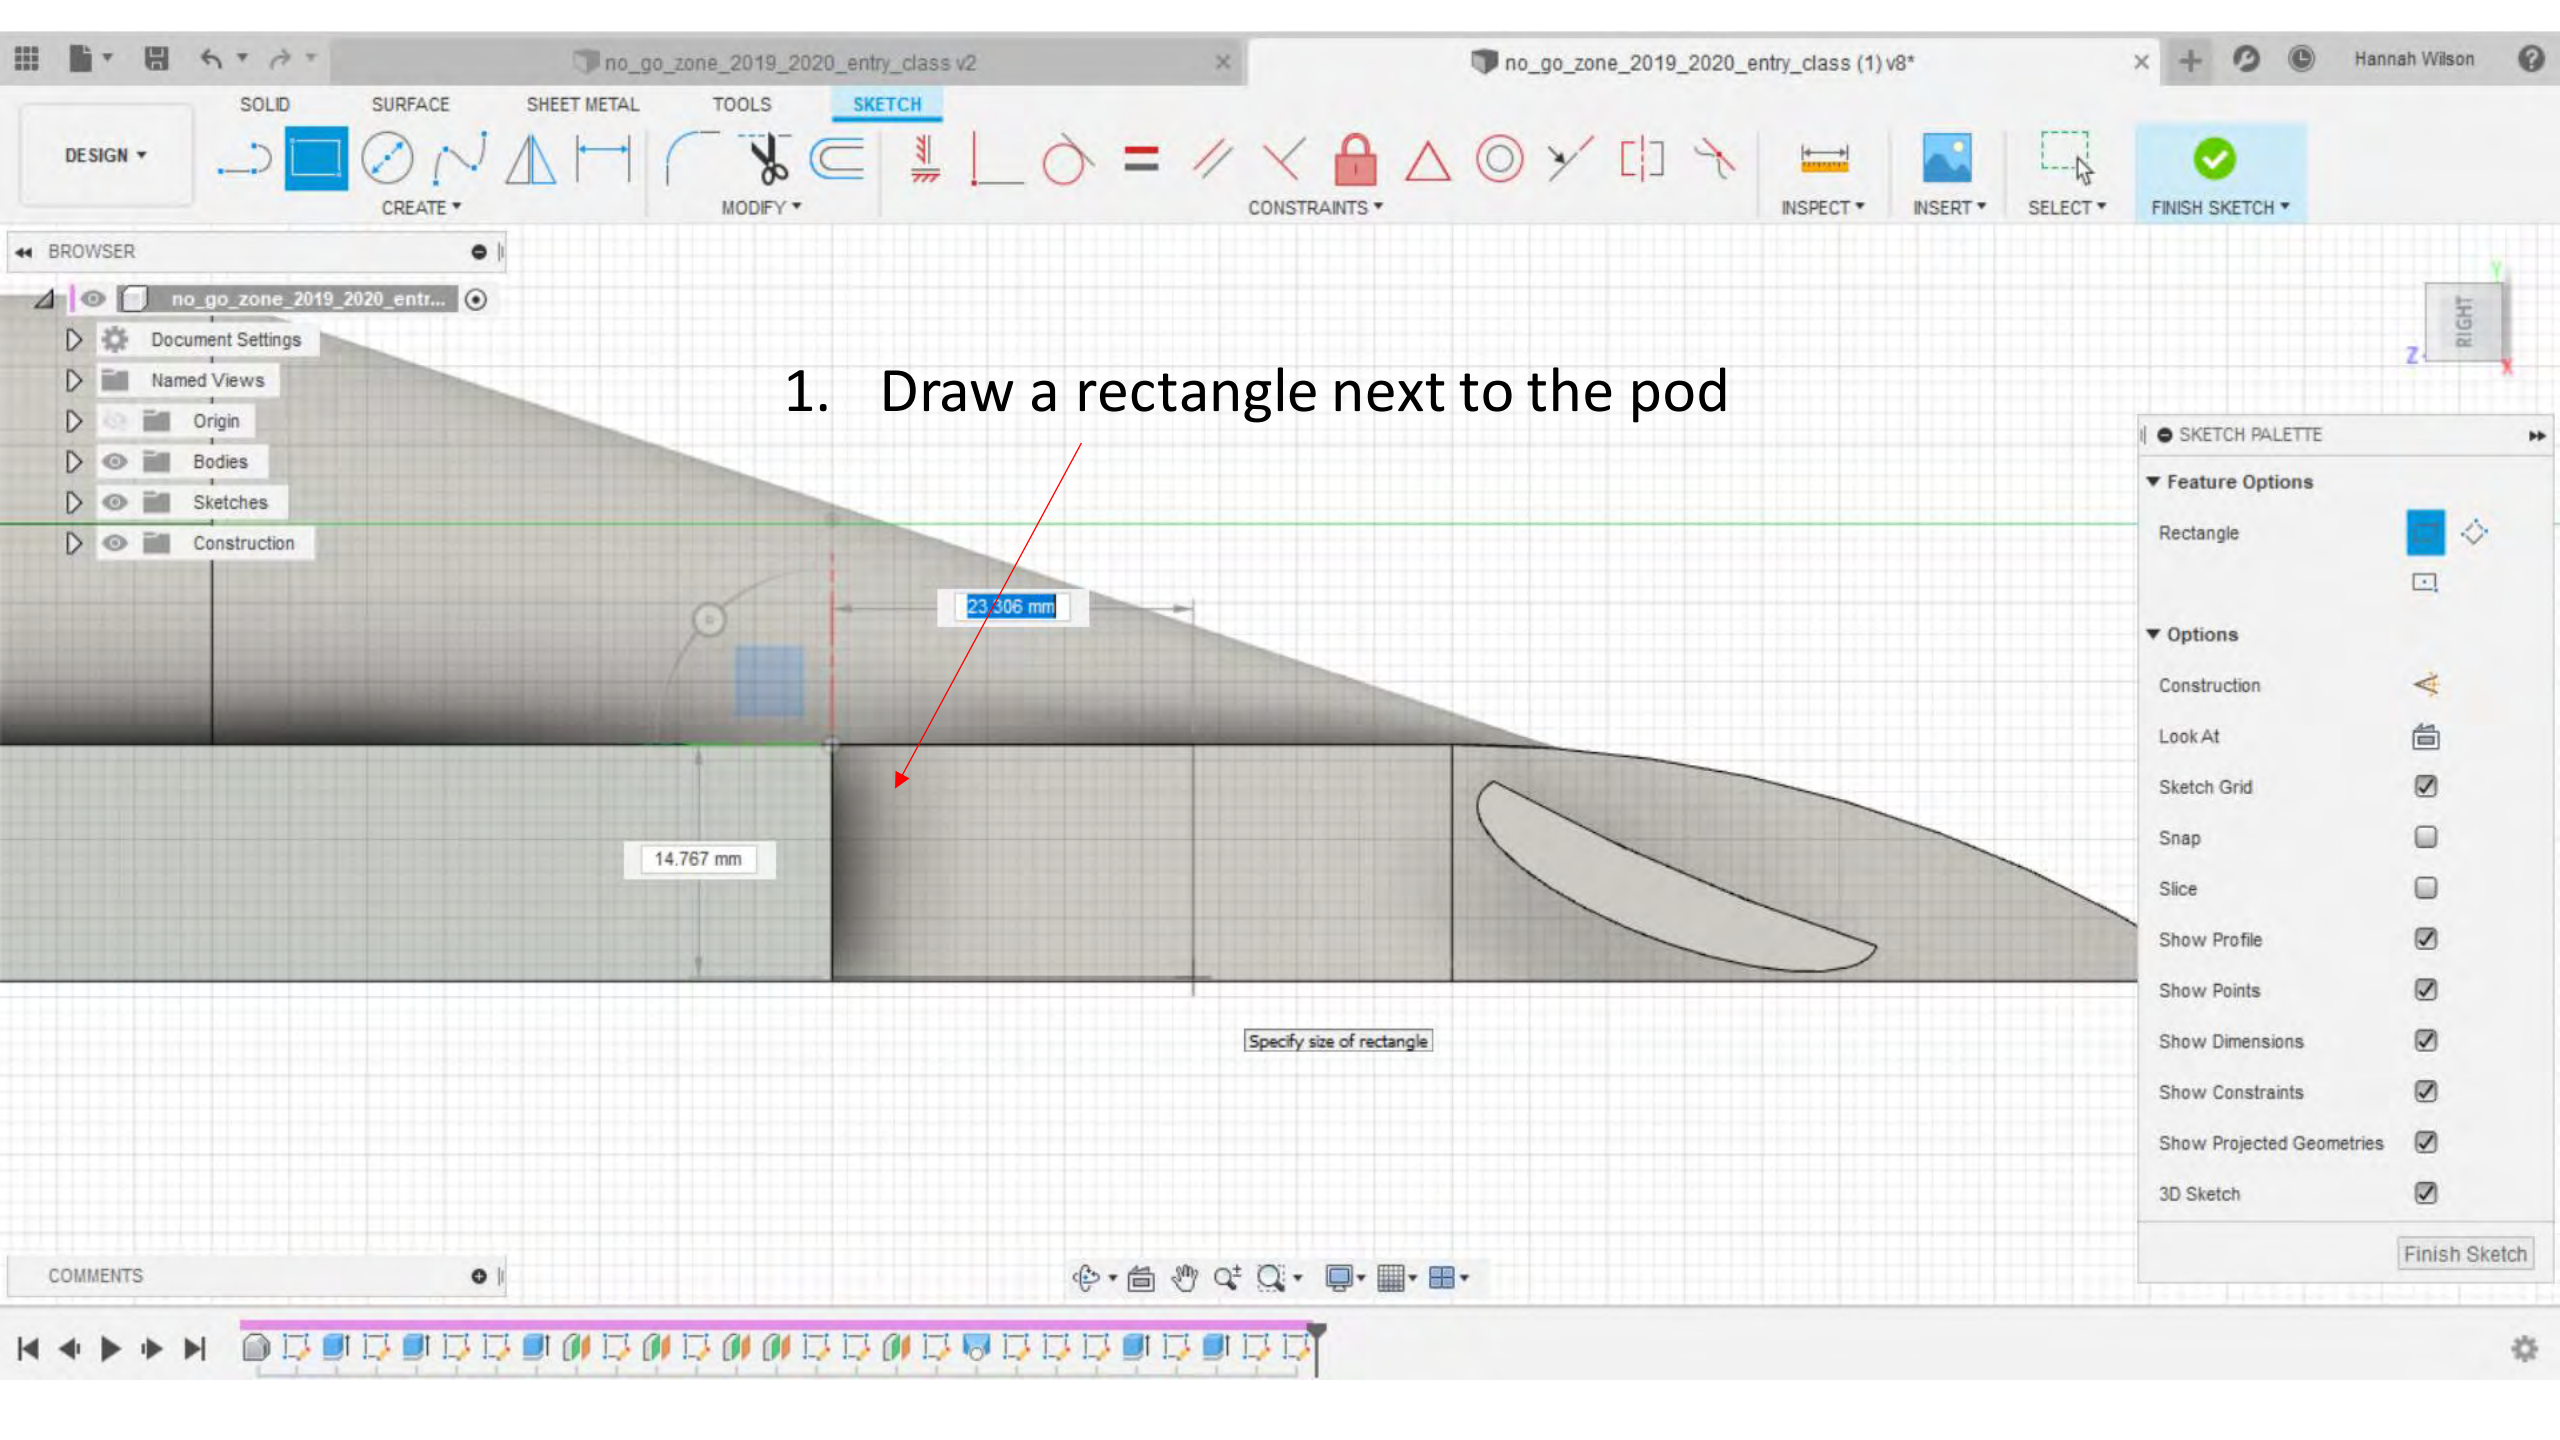 no_go_zone_2019_2020_entry_class v2
no_go_zone_2019_2020_entry_class (1) v8*
Hannah Wilson
SOLID
SURFACE
SHEET METAL
TOOLS
SKETCH
DESIGN
CREATE
MODIFY
CONSTRAINTS
INSPECT
INSERT
SELECT
FINISH SKETCH
BROWSER
no_go_zone_2019_2020_entr...
Document Settings
Named Views
Origin
Bodies
Sketches
Construction
1. Draw a rectangle next to the pod
Y
RIGHT
Z
X
23.306 mm
14.767 mm
Specify size of rectangle
SKETCH PALETTE
Feature Options
Rectangle
Options
Construction
Look At
Sketch Grid
Snap
Slice
Show Profile
Show Points
Show Dimensions
Show Constraints
Show Projected Geometries
3D Sketch
Finish Sketch
COMMENTS